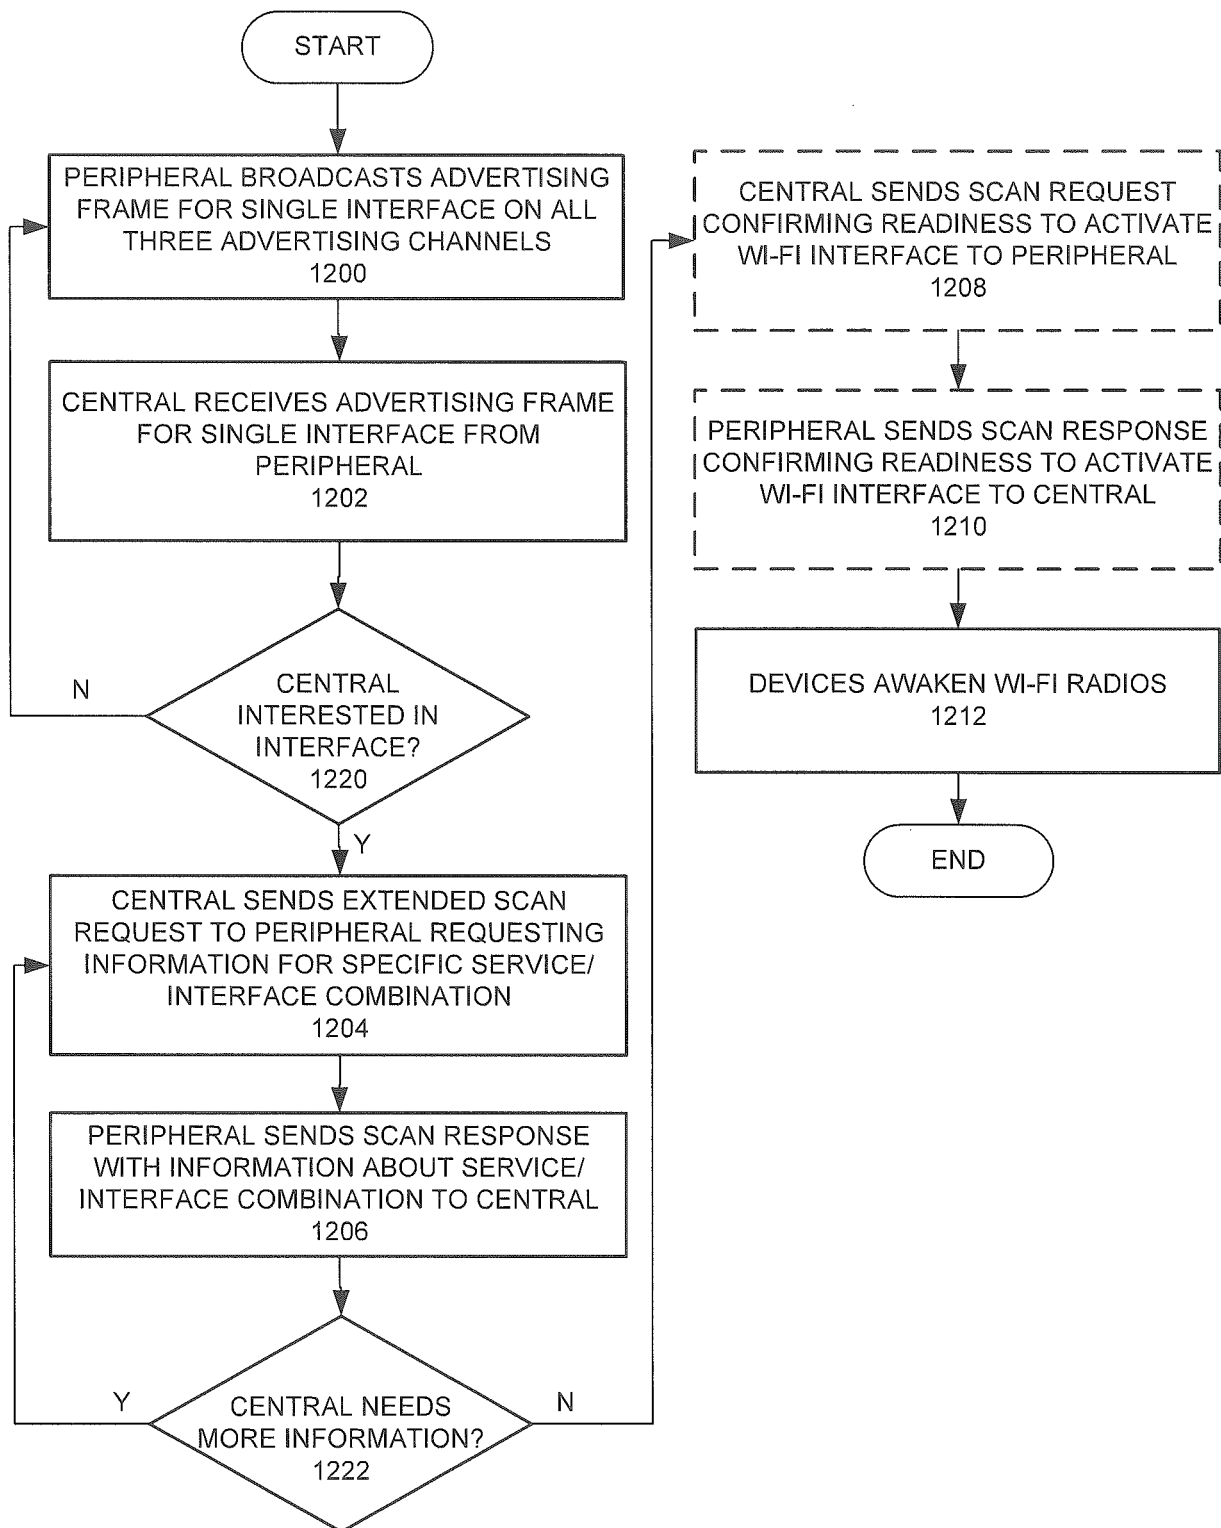 START
PERIPHERAL BROADCASTS ADVERTISING
FRAME FOR SINGLE INTERFACE ON ALL
THREE ADVERTISING CHANNELS
1200
CENTRAL RECEIVES ADVERTISING FRAME
FOR SINGLE INTERFACE FROM
PERIPHERAL
1202
N
CENTRAL
INTERESTED IN
INTERFACE?
1220
Y
CENTRAL SENDS EXTENDED SCAN
REQUEST TO PERIPHERAL REQUESTING
INFORMATION FOR SPECIFIC SERVICE/
INTERFACE COMBINATION
1204
PERIPHERAL SENDS SCAN RESPONSE
WITH INFORMATION ABOUT SERVICE/
INTERFACE COMBINATION TO CENTRAL
1206
Y
CENTRAL NEEDS
MORE INFORMATION?
1222
N
CENTRAL SENDS SCAN REQUEST
CONFIRMING READINESS TO ACTIVATE
WI-FI INTERFACE TO PERIPHERAL
1208
PERIPHERAL SENDS SCAN RESPONSE
CONFIRMING READINESS TO ACTIVATE
WI-FI INTERFACE TO CENTRAL
1210
DEVICES AWAKEN WI-FI RADIOS
1212
END